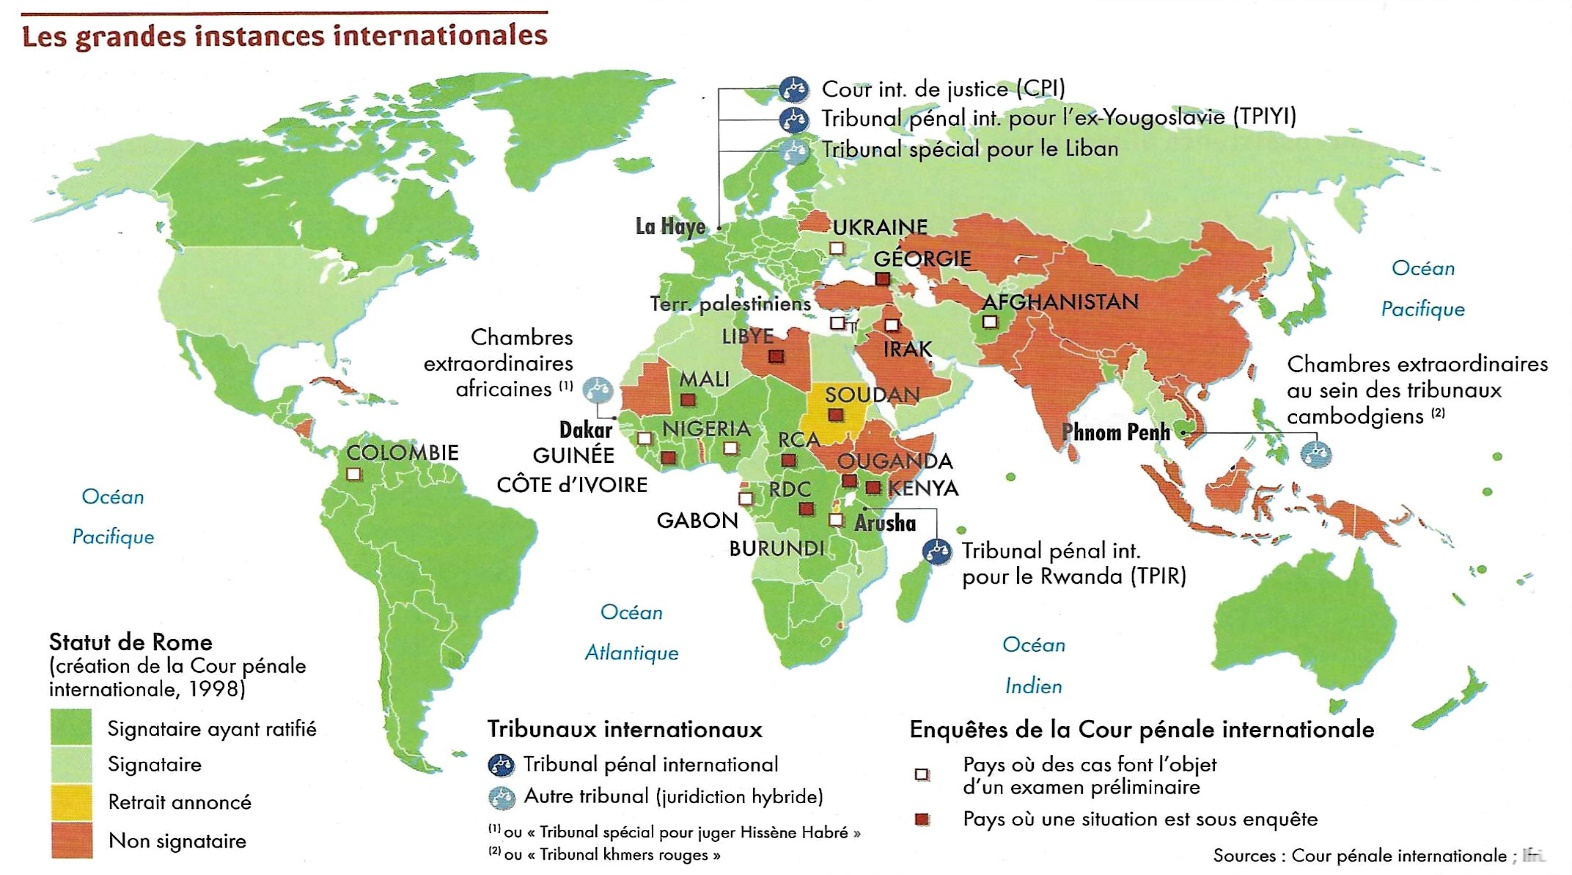 Les grandes instances internationales
Cour int. de justice (CPI)
Tribunal pénal int. pour l'ex-Yougoslavie (TPIYI)
Tribunal spécial pour le Liban
La Haye
UKRAINE
GÉORGIE
Terr. palestiniens
AFGHANISTAN
LIBYE
IRAK
Océan
Pacifique
Chambres
extraordinaires
africaines (1)
MALI
SOUDAN
Chambres extraordinaires
au sein des tribunaux
cambodgiens (2)
Dakar
NIGERIA
RCA
Phnom Penh
GUINÉE
COLOMBIE
OUGANDA
CÔTE d'IVOIRE
RDC
KENYA
Océan
Pacifique
GABON
Arusha
BURUNDI
Tribunal pénal int.
pour le Rwanda (TPIR)
Océan
Atlantique
Océan
Indien
Statut de Rome
(création de la Cour pénale
internationale, 1998)
Signataire ayant ratifié
Signataire
Retrait annoncé
Non signataire
Tribunaux internationaux
Tribunal pénal international
Autre tribunal (juridiction hybride)
(1) ou « Tribunal spécial pour juger Hissène Habré »
(2) ou « Tribunal khmers rouges »
Enquêtes de la Cour pénale internationale
Pays où des cas font l'objet
d'un examen préliminaire
Pays où une situation est sous enquête
Sources : Cour pénale internationale ;